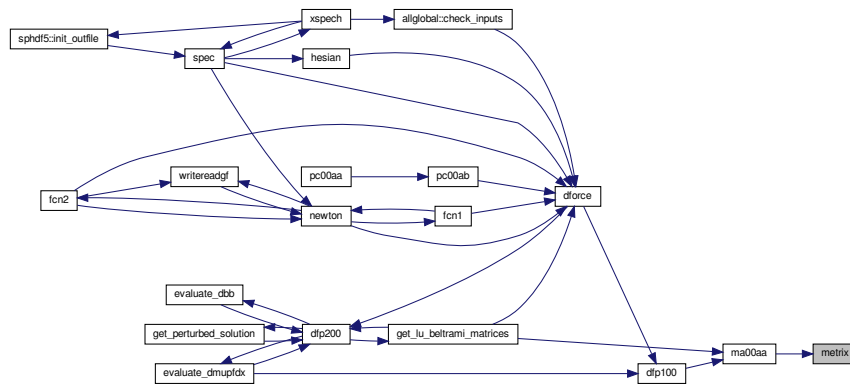 xspech
allglobal::check_inputs
sphdf5::init_outfile
spec
hesian
writereadgf
pc00aa
pc00ab
dforce
fcn2
newton
fcn1
evaluate_dbb
get_perturbed_solution
dfp200
get_lu_beltrami_matrices
ma00aa
metrix
evaluate_dmupfdx
dfp100